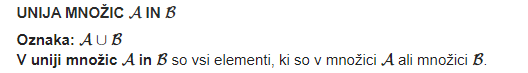 UNIJA MNOŽIC 𝒜 IN ℬ
Oznaka: 𝒜 ∪ ℬ
V uniji množic 𝒜 in ℬ so vsi elementi, ki so v množici 𝒜 ali množici ℬ.